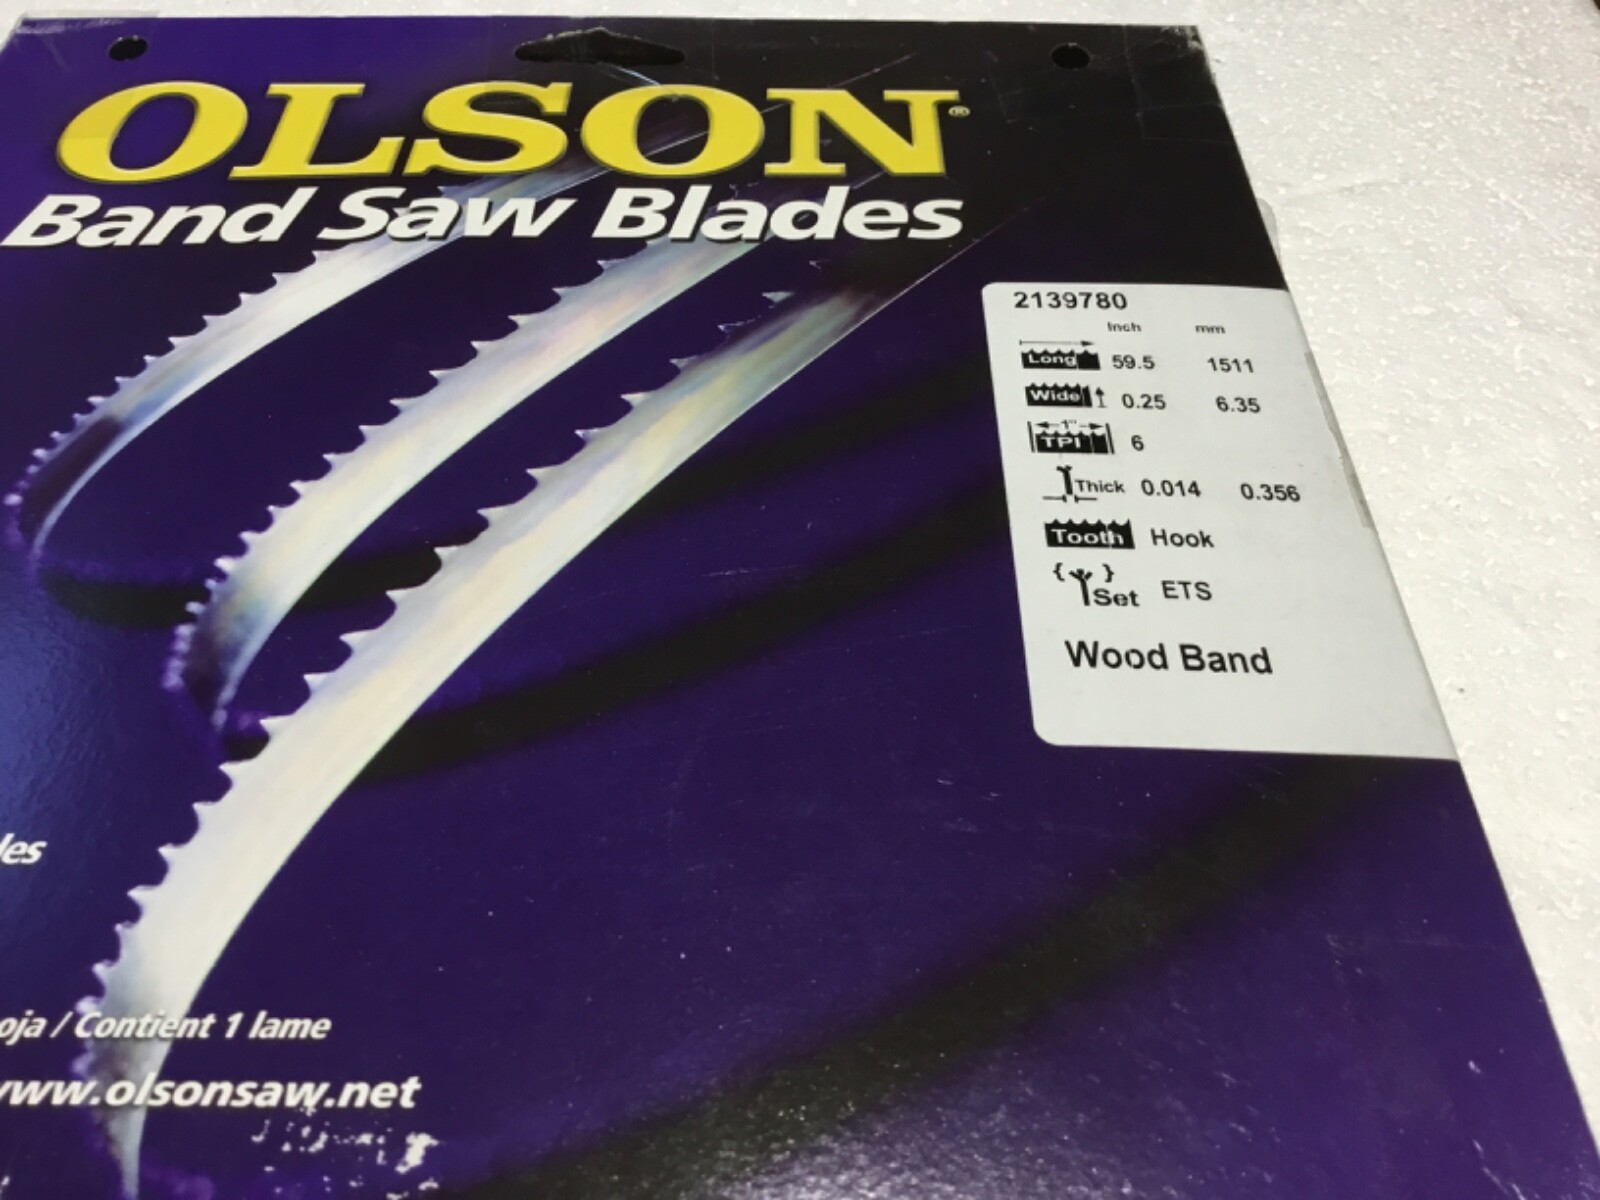 OLSON®
Band Saw Blades
2139780
Inch mm
Long 59.5 1511
Wide 0.25 6.35
1"
TPI 6
Thick 0.014 0.356
Tooth Hook
{ } Set ETS
Wood Band
les
oja / Contient 1 lame
www.olsonsaw.net